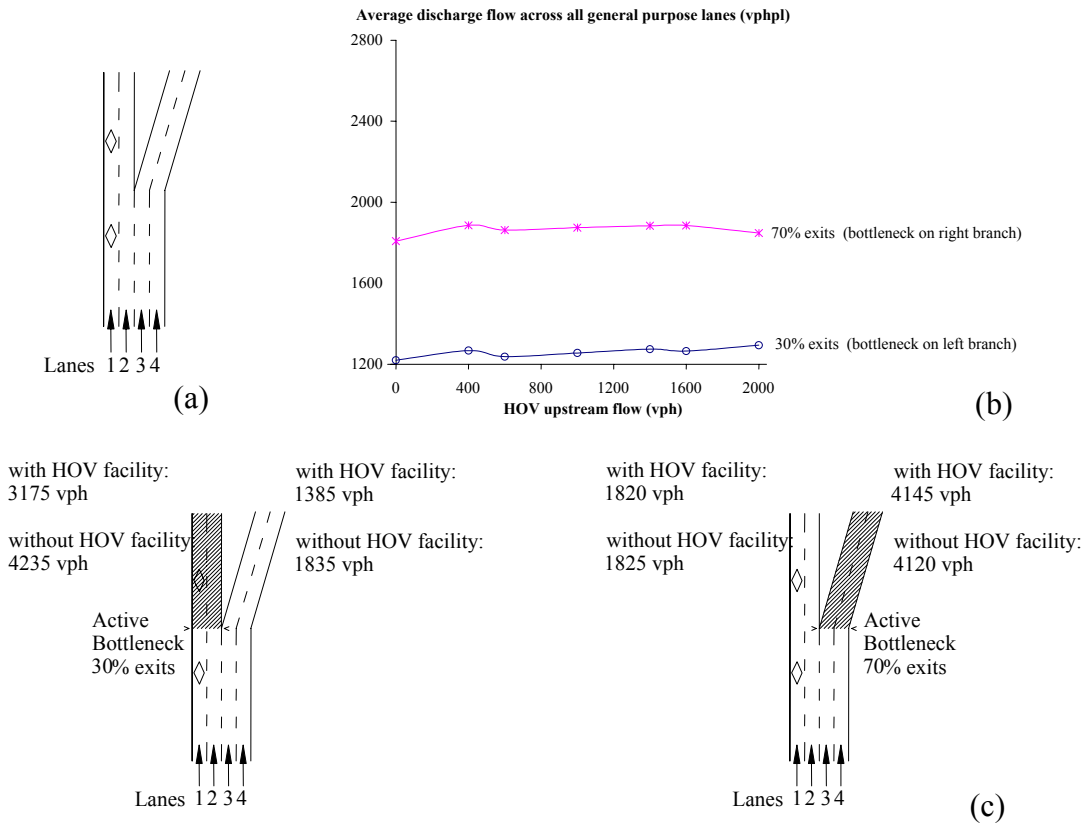 Average discharge flow across all general purpose lanes (vphpl)
2800
2400
2000
1600
1200
0 400 800 1200 1600 2000
HOV upstream flow (vph)
70% exits (bottleneck on right branch)
30% exits (bottleneck on left branch)
Lanes 1 2 3 4
(a)
(b)
with HOV facility:
3175 vph
without HOV facility
4235 vph
with HOV facility:
1385 vph
without HOV facility:
1835 vph
Active
Bottleneck
30% exits
Lanes 1 2 3 4
with HOV facility:
1820 vph
without HOV facility:
1825 vph
with HOV facility:
4145 vph
without HOV facility:
4120 vph
Active
Bottleneck
70% exits
Lanes 1 2 3 4
(c)